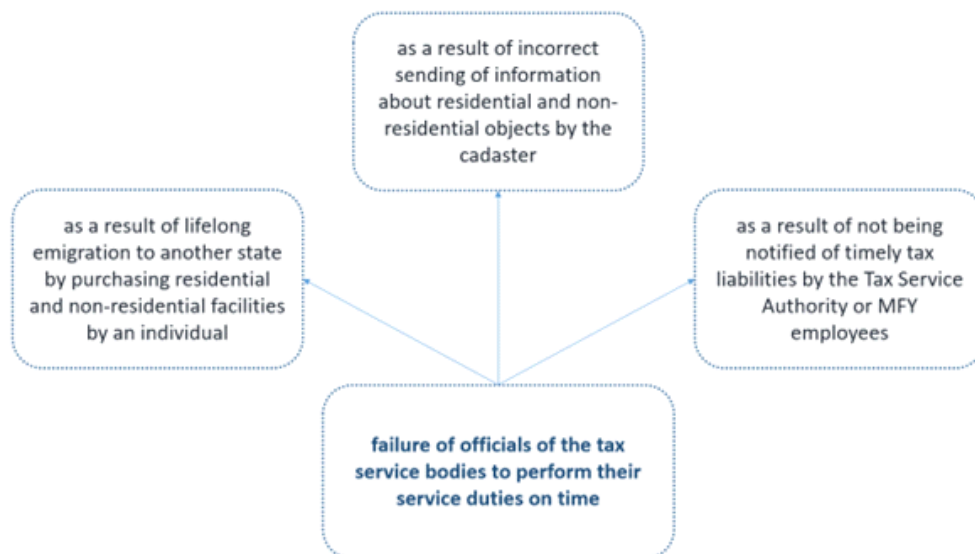 as a result of incorrect
sending of information
about residential and non-
residential objects by the
cadaster
as a result of lifelong
emigration to another state
by purchasing residential
and non-residential facilities
by an individual
as a result of not being
notified of timely tax
liabilities by the Tax Service
Authority or MFY
employees
failure of officials of the tax
service bodies to perform their
service duties on time